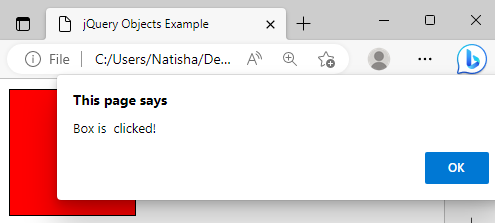 jQuery Objects Example
File
C:/Users/Natisha/De...
This page says
Box is  clicked!
OK